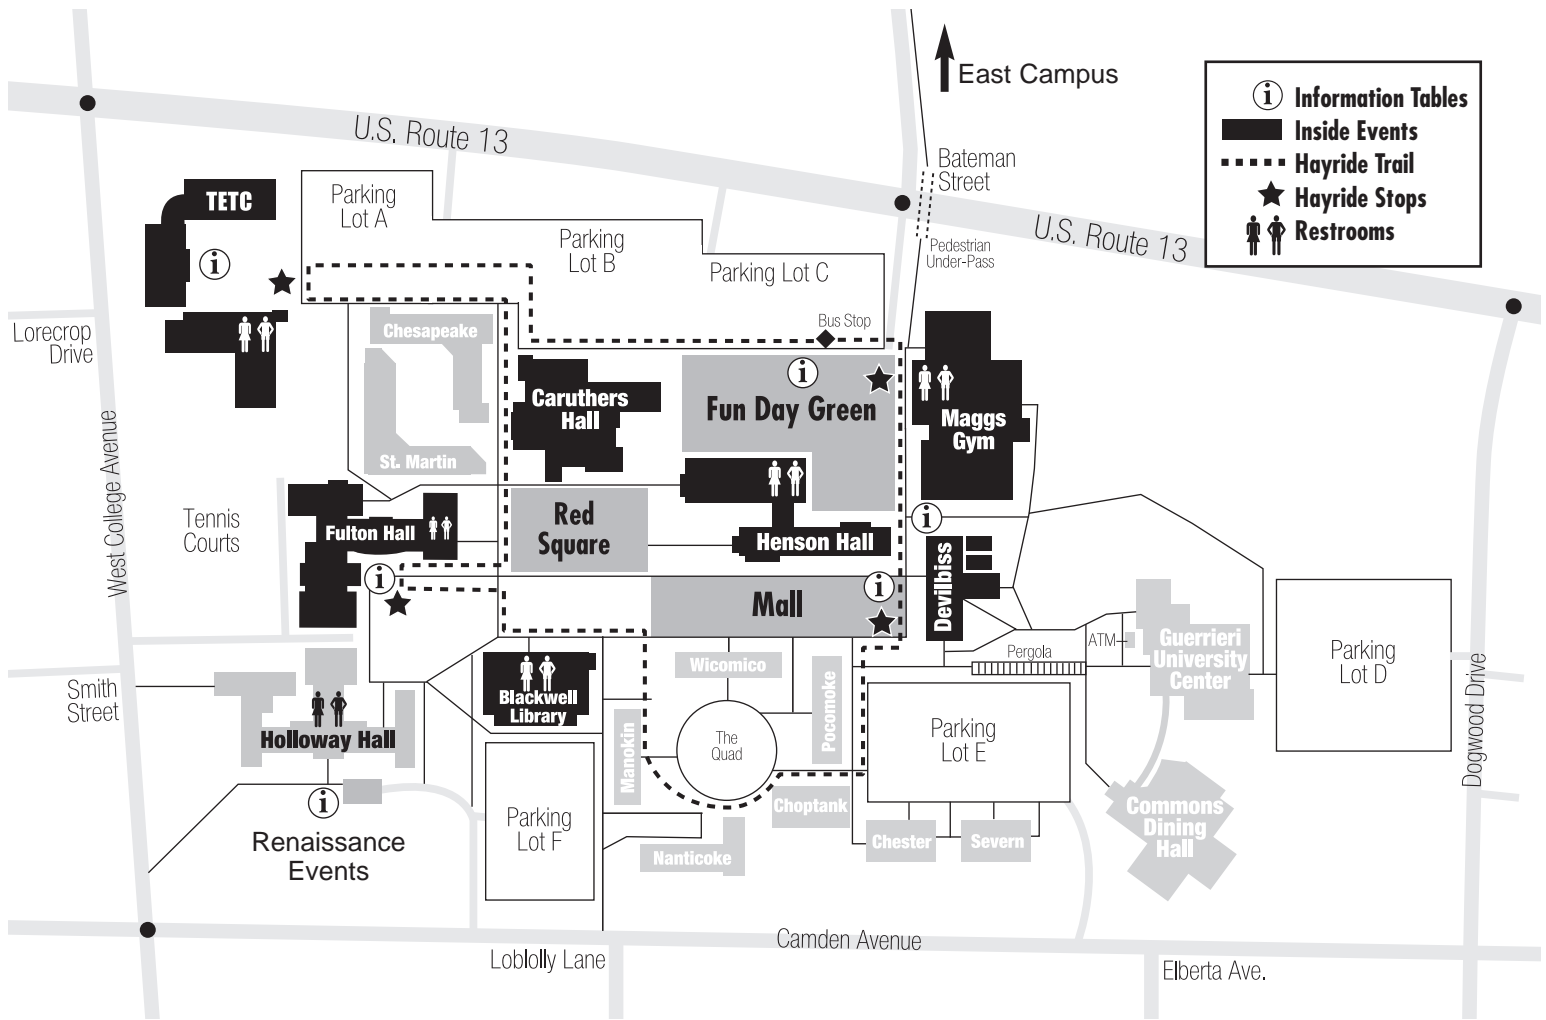 East Campus
i Information Tables
Inside Events
Hayride Trail
Hayride Stops
Restrooms
U.S. Route 13
Bateman
Street
TETC
Parking
Lot A
Parking
Lot B
Parking Lot C
Pedestrian
Under-Pass
U.S. Route 13
i
Lorecrop
Drive
Chesapeake
Bus Stop
i
Caruthers
Hall
Fun Day Green
Maggs
Gym
St. Martin
West College Avenue
Tennis
Courts
Fulton Hall
Red
Square
Henson Hall
i
i
Mall
i
Devilbiss
Pergola
ATM
Guerrieri
University
Center
Parking
Lot D
Dogwood Drive
Smith
Street
Holloway Hall
Blackwell
Library
Wicomico
Pocomoke
Manokin
The
Quad
Parking
Lot E
i
Renaissance
Events
Parking
Lot F
Choptank
Nanticoke
Chester
Severn
Commons
Dining
Hall
Camden Avenue
Loblolly Lane
Elberta Ave.